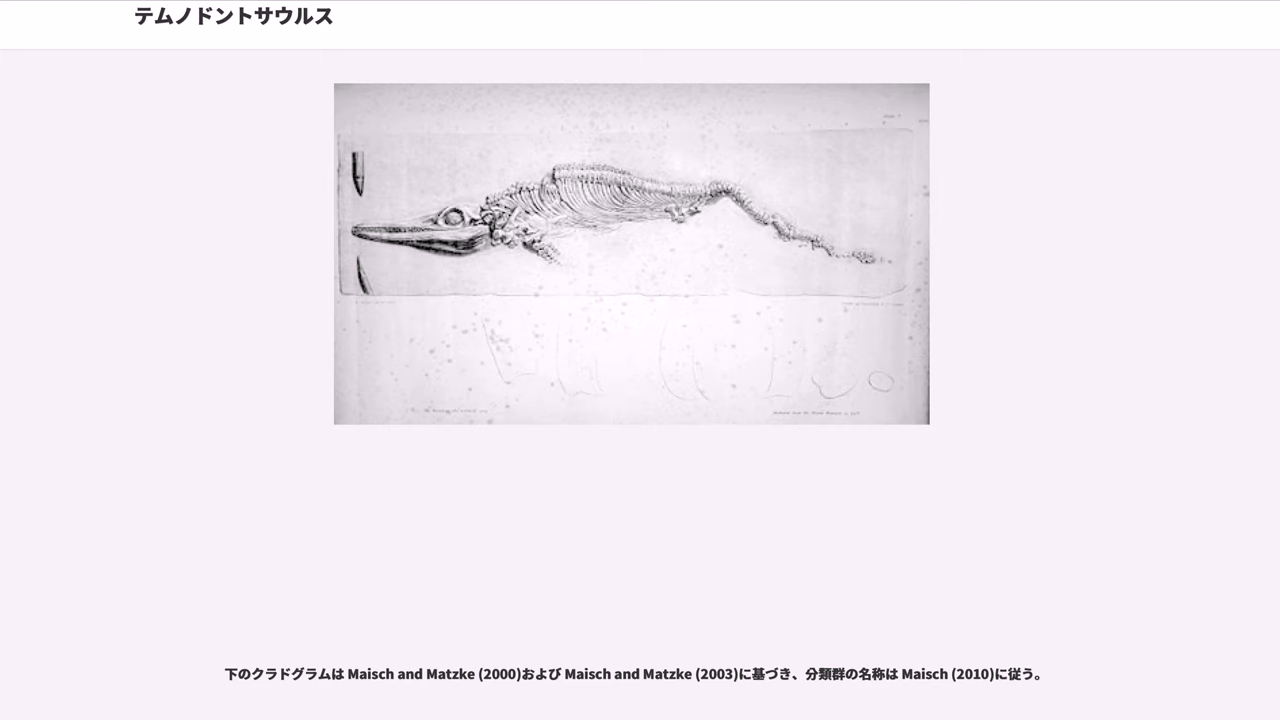 テムノドントサウルス
下のクラドグラムは Maisch and Matzke (2000)および Maisch and Matzke (2003)に基づき、分類群の名称は Maisch (2010)に従う。